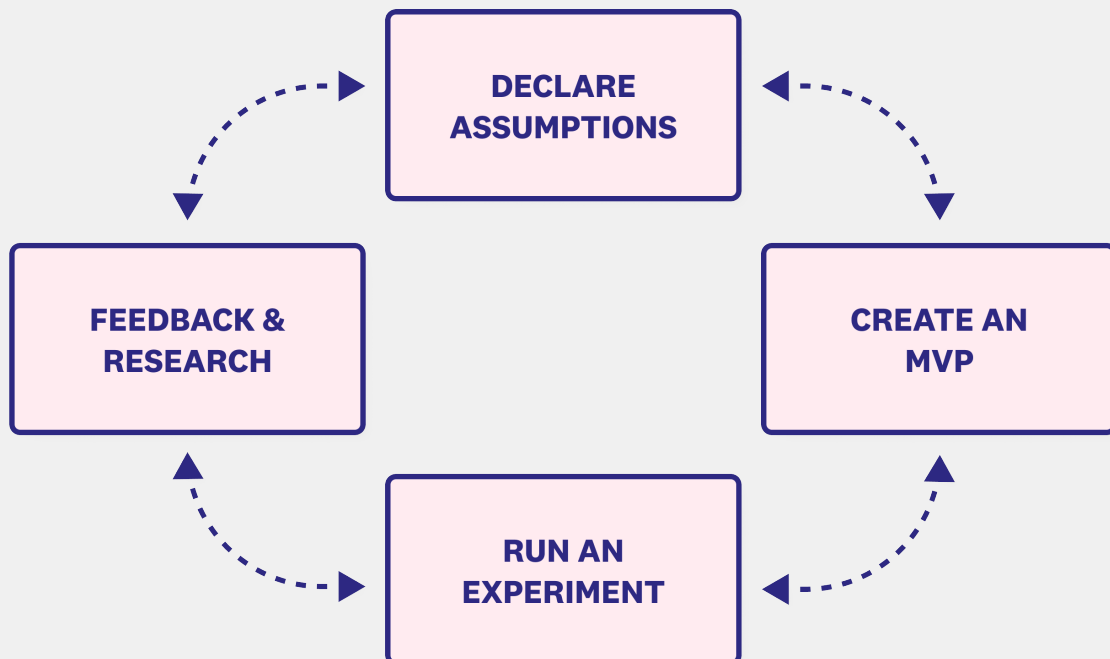 DECLARE
ASSUMPTIONS
FEEDBACK &
RESEARCH
CREATE AN
MVP
RUN AN
EXPERIMENT